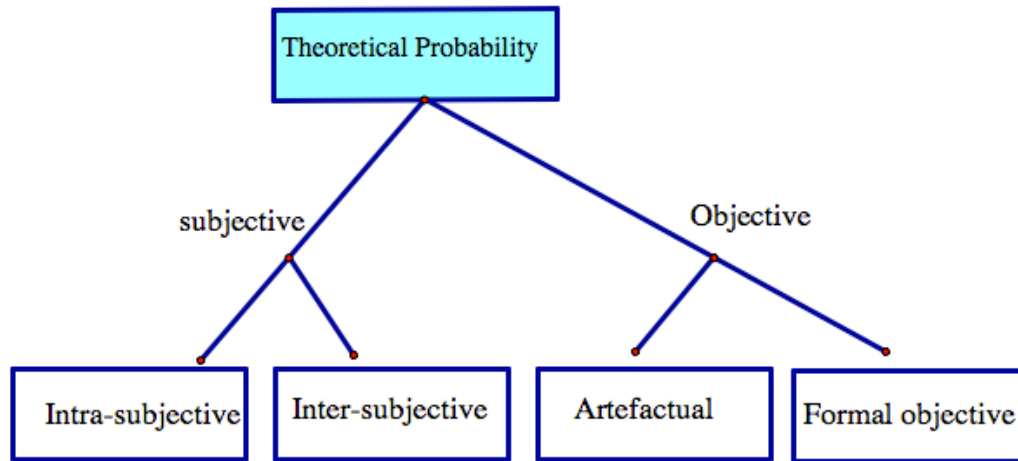 Theoretical Probability
subjective
Objective
Intra-subjective
Inter-subjective
Artefactual
Formal objective